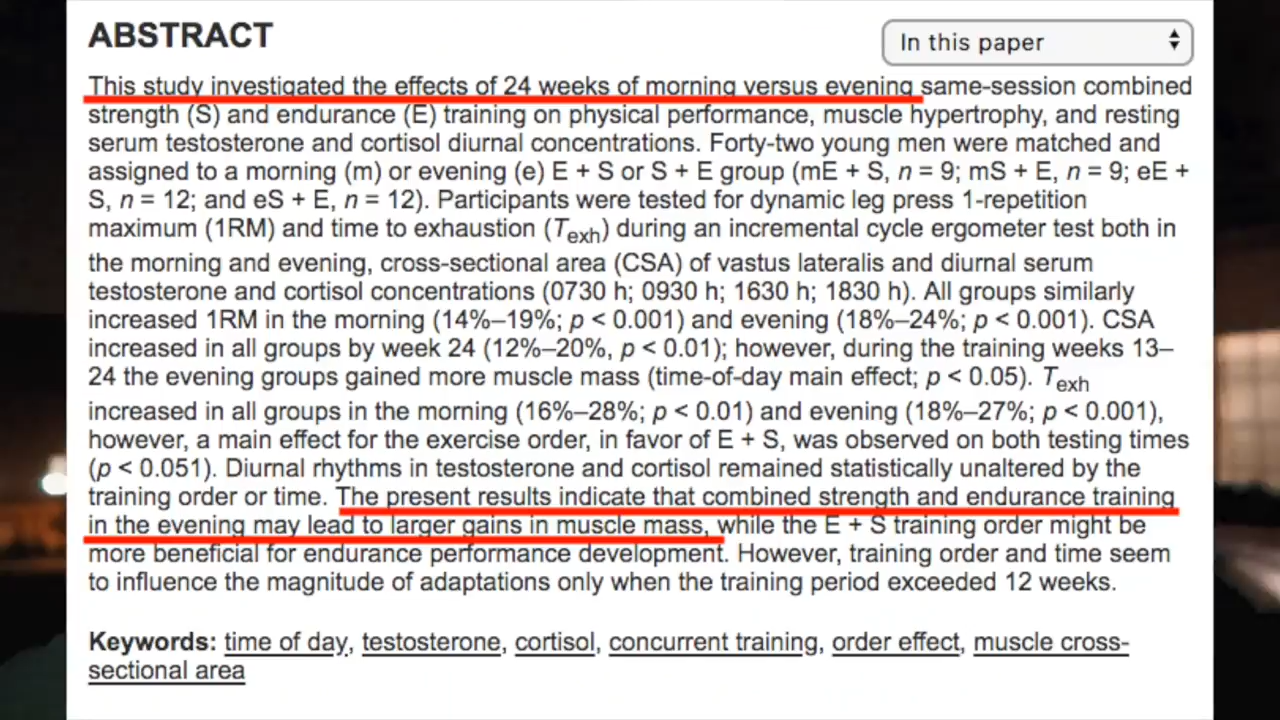 ABSTRACT
In this paper
This study investigated the effects of 24 weeks of morning versus evening same-session combined
strength (S) and endurance (E) training on physical performance, muscle hypertrophy, and resting
serum testosterone and cortisol diurnal concentrations. Forty-two young men were matched and
assigned to a morning (m) or evening (e) E + S or S + E group (mE + S, n = 9; mS + E, n = 9; eE +
S, n = 12; and eS + E, n = 12). Participants were tested for dynamic leg press 1-repetition
maximum (1RM) and time to exhaustion (Texh) during an incremental cycle ergometer test both in
the morning and evening, cross-sectional area (CSA) of vastus lateralis and diurnal serum
testosterone and cortisol concentrations (0730 h; 0930 h; 1630 h; 1830 h). All groups similarly
increased 1RM in the morning (14%–19%; p < 0.001) and evening (18%–24%; p < 0.001). CSA
increased in all groups by week 24 (12%–20%, p < 0.01); however, during the training weeks 13–
24 the evening groups gained more muscle mass (time-of-day main effect; p < 0.05). Texh
increased in all groups in the morning (16%–28%; p < 0.01) and evening (18%–27%; p < 0.001),
however, a main effect for the exercise order, in favor of E + S, was observed on both testing times
(p < 0.051). Diurnal rhythms in testosterone and cortisol remained statistically unaltered by the
training order or time. The present results indicate that combined strength and endurance training
in the evening may lead to larger gains in muscle mass, while the E + S training order might be
more beneficial for endurance performance development. However, training order and time seem
to influence the magnitude of adaptations only when the training period exceeded 12 weeks.
Keywords: time of day, testosterone, cortisol, concurrent training, order effect, muscle cross-
sectional area